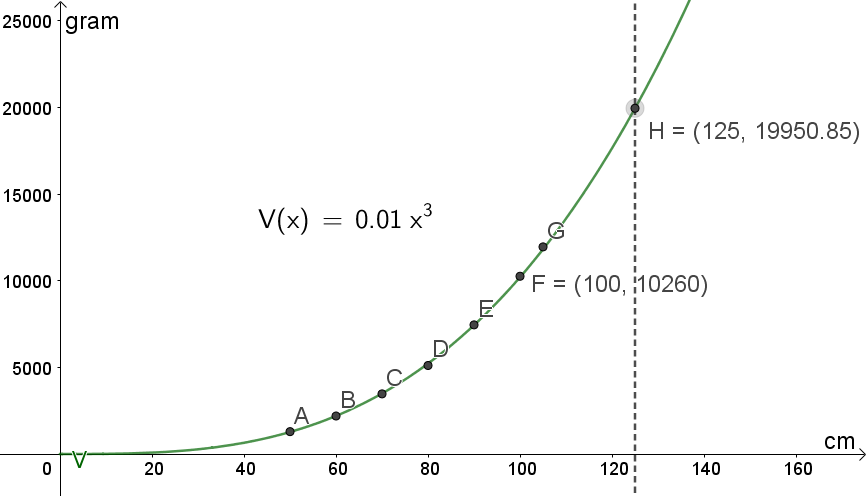 25000 gram
20000
H = (125, 19950.85)
15000
V(x) = 0.01 x³
G
10000
F = (100, 10260)
E
D
5000
C
B
A
cm
V
0 20 40 60 80 100 120 140 160